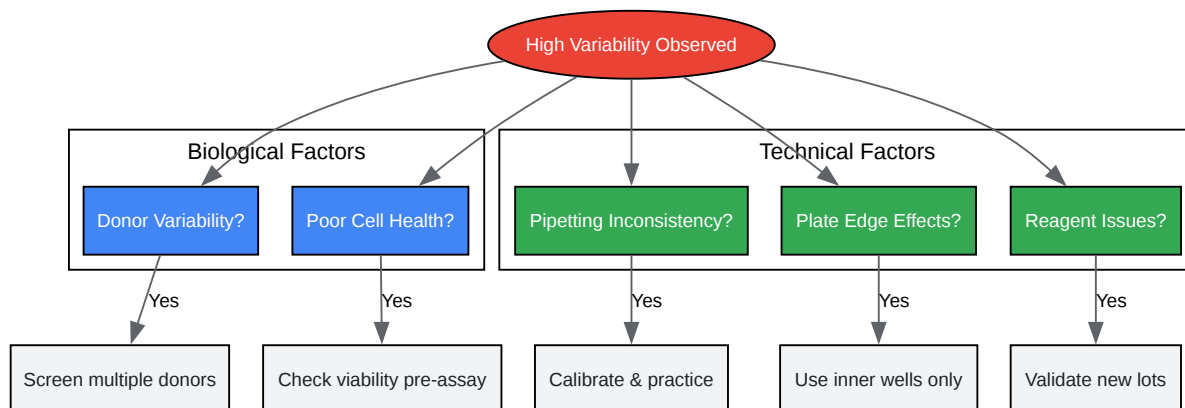 High Variability Observed
Biological Factors
Technical Factors
Donor Variability?
Poor Cell Health?
Pipetting Inconsistency?
Plate Edge Effects?
Reagent Issues?
Yes
Yes
Yes
Yes
Yes
Screen multiple donors
Check viability pre-assay
Calibrate & practice
Use inner wells only
Validate new lots